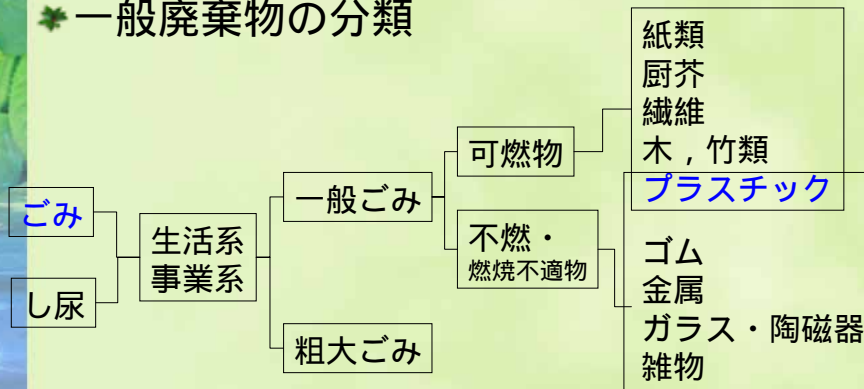 一般廃棄物の分類
ごみ
し尿
生活系
事業系
一般ごみ
粗大ごみ
可燃物
不燃・
燃焼不適物
紙類
厨芥
繊維
木，竹類
プラスチック
ゴム
金属
ガラス・陶磁器
雑物